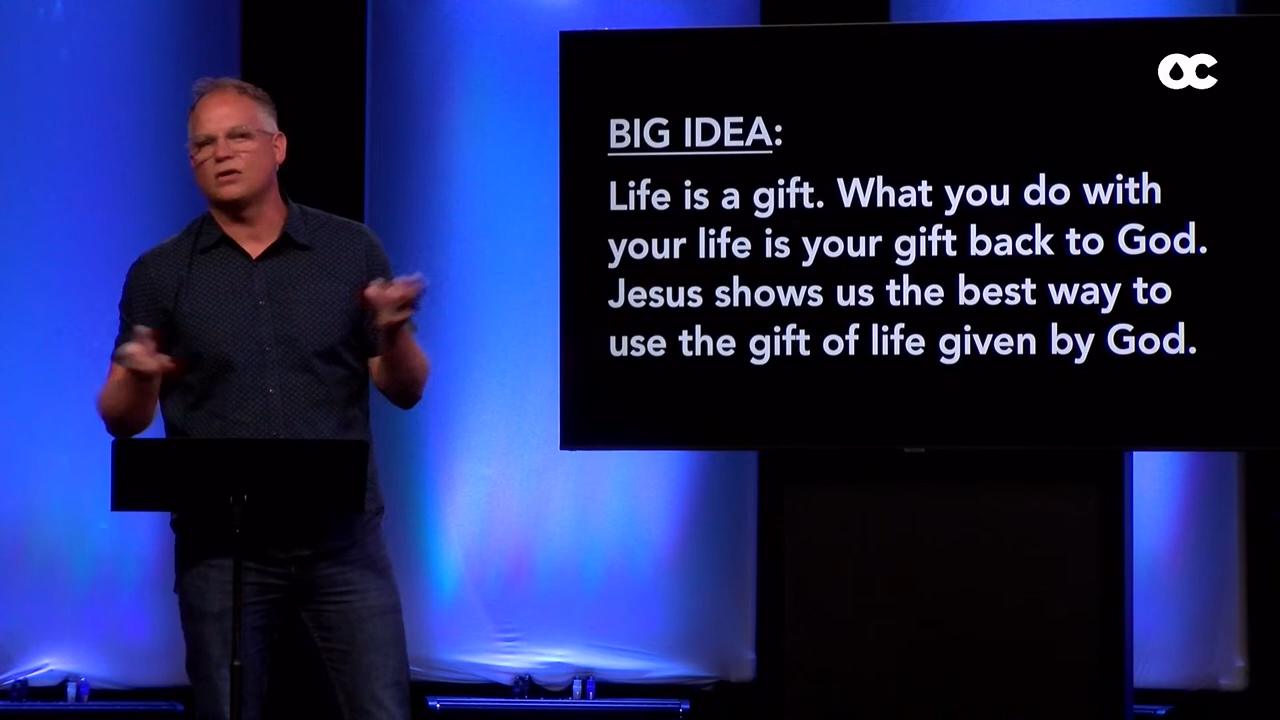 OC
BIG IDEA:
Life is a gift. What you do with
your life is your gift back to God.
Jesus shows us the best way to
use the gift of life given by God.